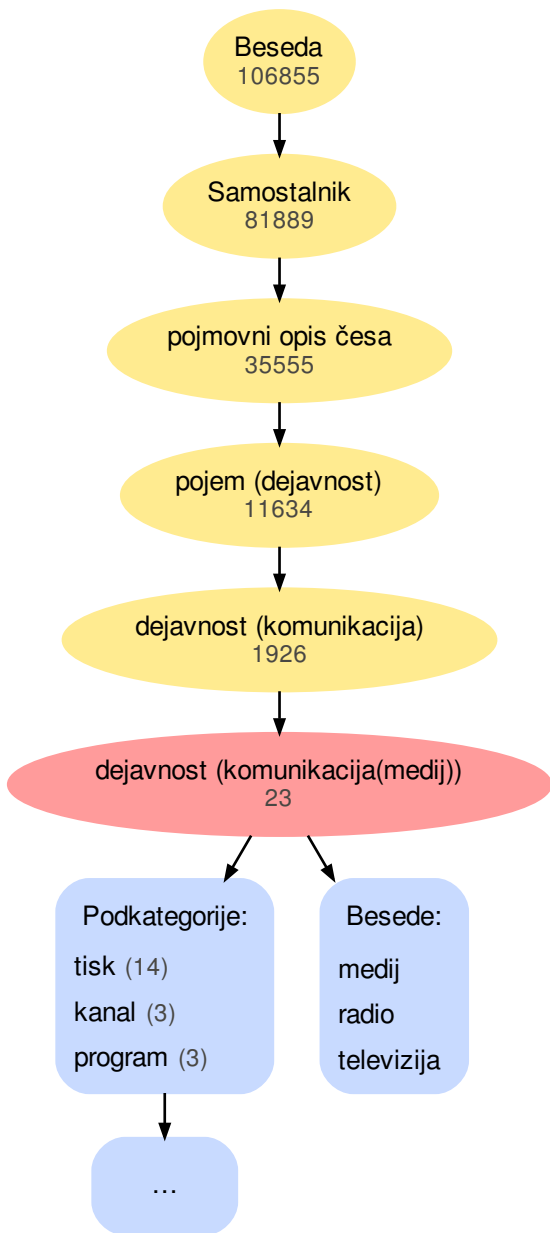 Beseda
106855
Samostalnik
81889
pojmovni opis česa
35555
pojem (dejavnost)
11634
dejavnost (komunikacija)
1926
dejavnost (komunikacija(medij))
23
Podkategorije:
tisk (14)
kanal (3)
program (3)
Besede:
medij
radio
televizija
...